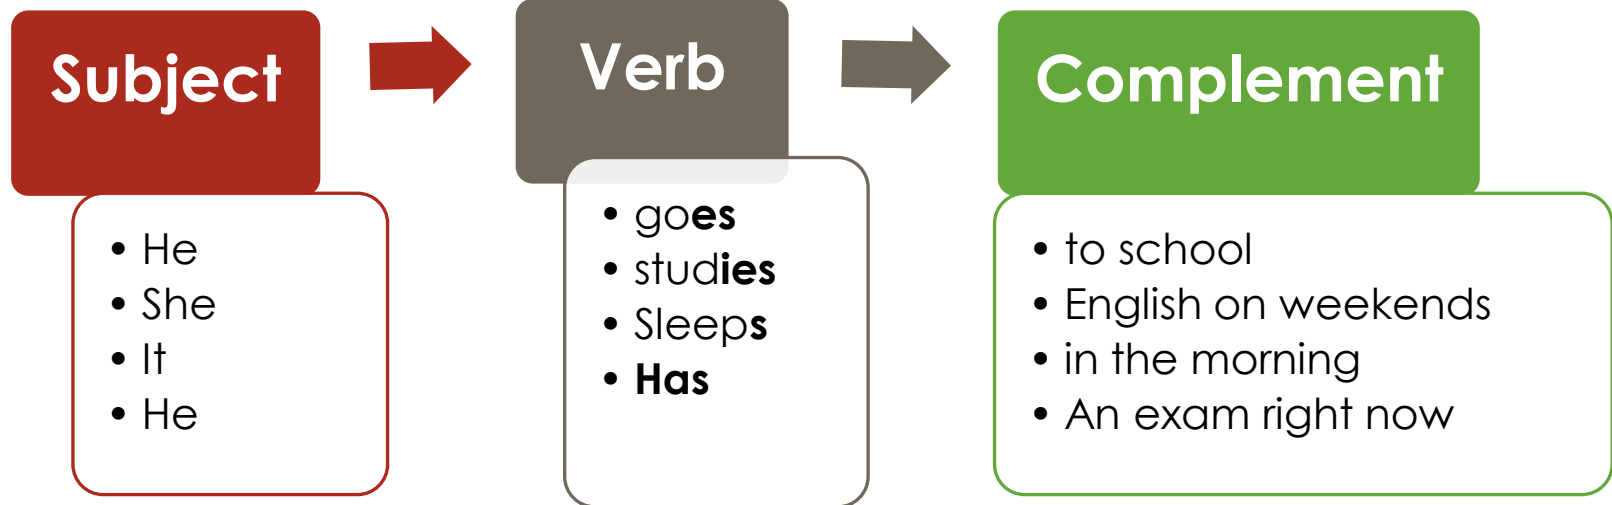 Subject
• He
• She
• It
• He
Verb
• goes
• studies
• Sleeps
• Has
Complement
• to school
• English on weekends
• in the morning
• An exam right now